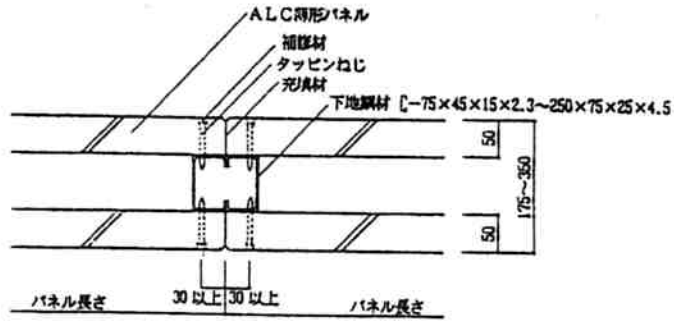 ALC薄形パネル
補修材
タッピンねじ
充填材
下地鋼材 [-75×45×15×2.3~250×75×25×4.5
50
175~350
50
30以上 30以上
パネル長さ パネル長さ